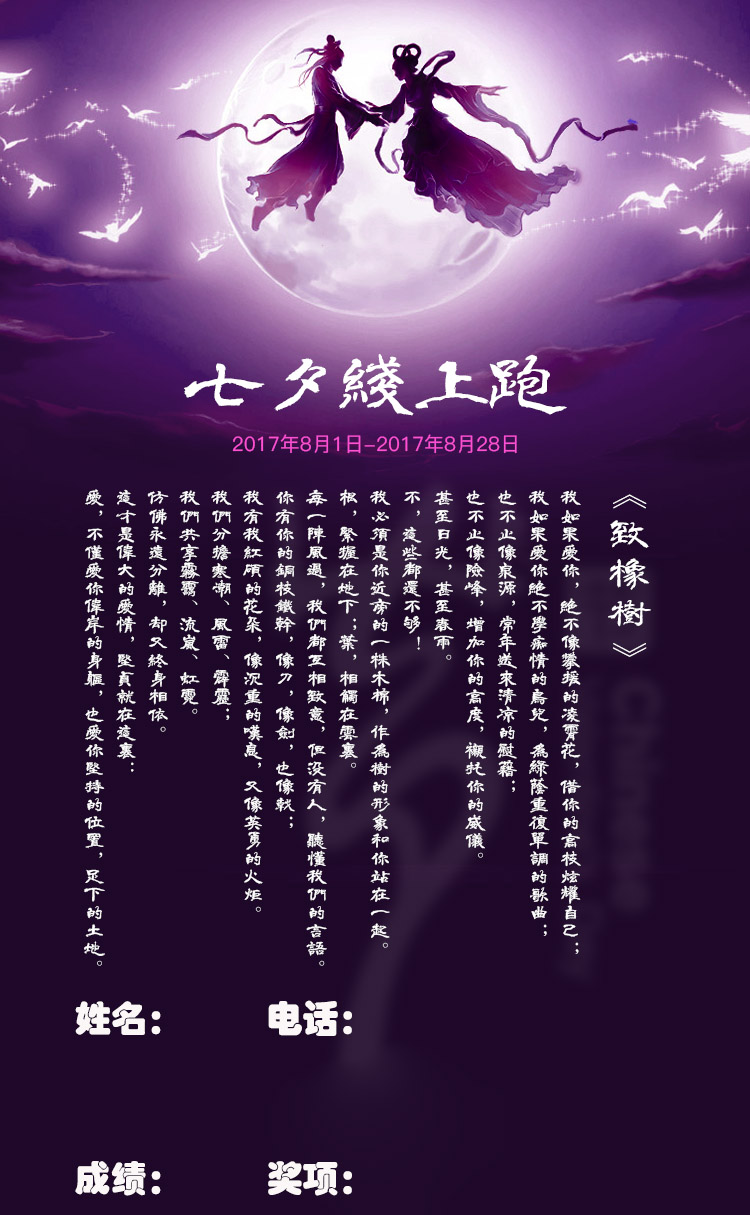 七夕綫上跑
2017年8月1日-2017年8月28日
《致橡樹》
我如果愛你，絶不像攀援的凌霄花，借你的高枝炫耀自己；
我如果愛你絶不學痴情的鳥兒，為綠蔭重復單調的歌曲；
也不止像泉源，常年送來清凉的慰藉；
也不止像險峰，增加你的高度，襯托你的威儀。
甚至日光，甚至春雨。
不，這些都還不够！
我必須是你近旁的一株木棉，作為樹的形象和你站在一起。
根，緊握在地下；葉，相觸在雲裏。
每一陣風過，我們都互相致意，但没有人，聽懂我們的言語。
你有你的銅枝鐵幹，像刀，像劍，也像戟；
我有我紅碩的花朵，像沉重的嘆息，又像英勇的火炬。
我們分擔寒潮、風雷、霹靂；
我們共享霧靄、流嵐、虹霓。
仿佛永遠分離，却又終身相依。
這才是偉大的愛情，堅貞就在這裏：
愛，不僅愛你偉岸的身軀，也愛你堅持的位置，足下的土地。
Chinese
姓名： 电话：
成绩： 奖项：